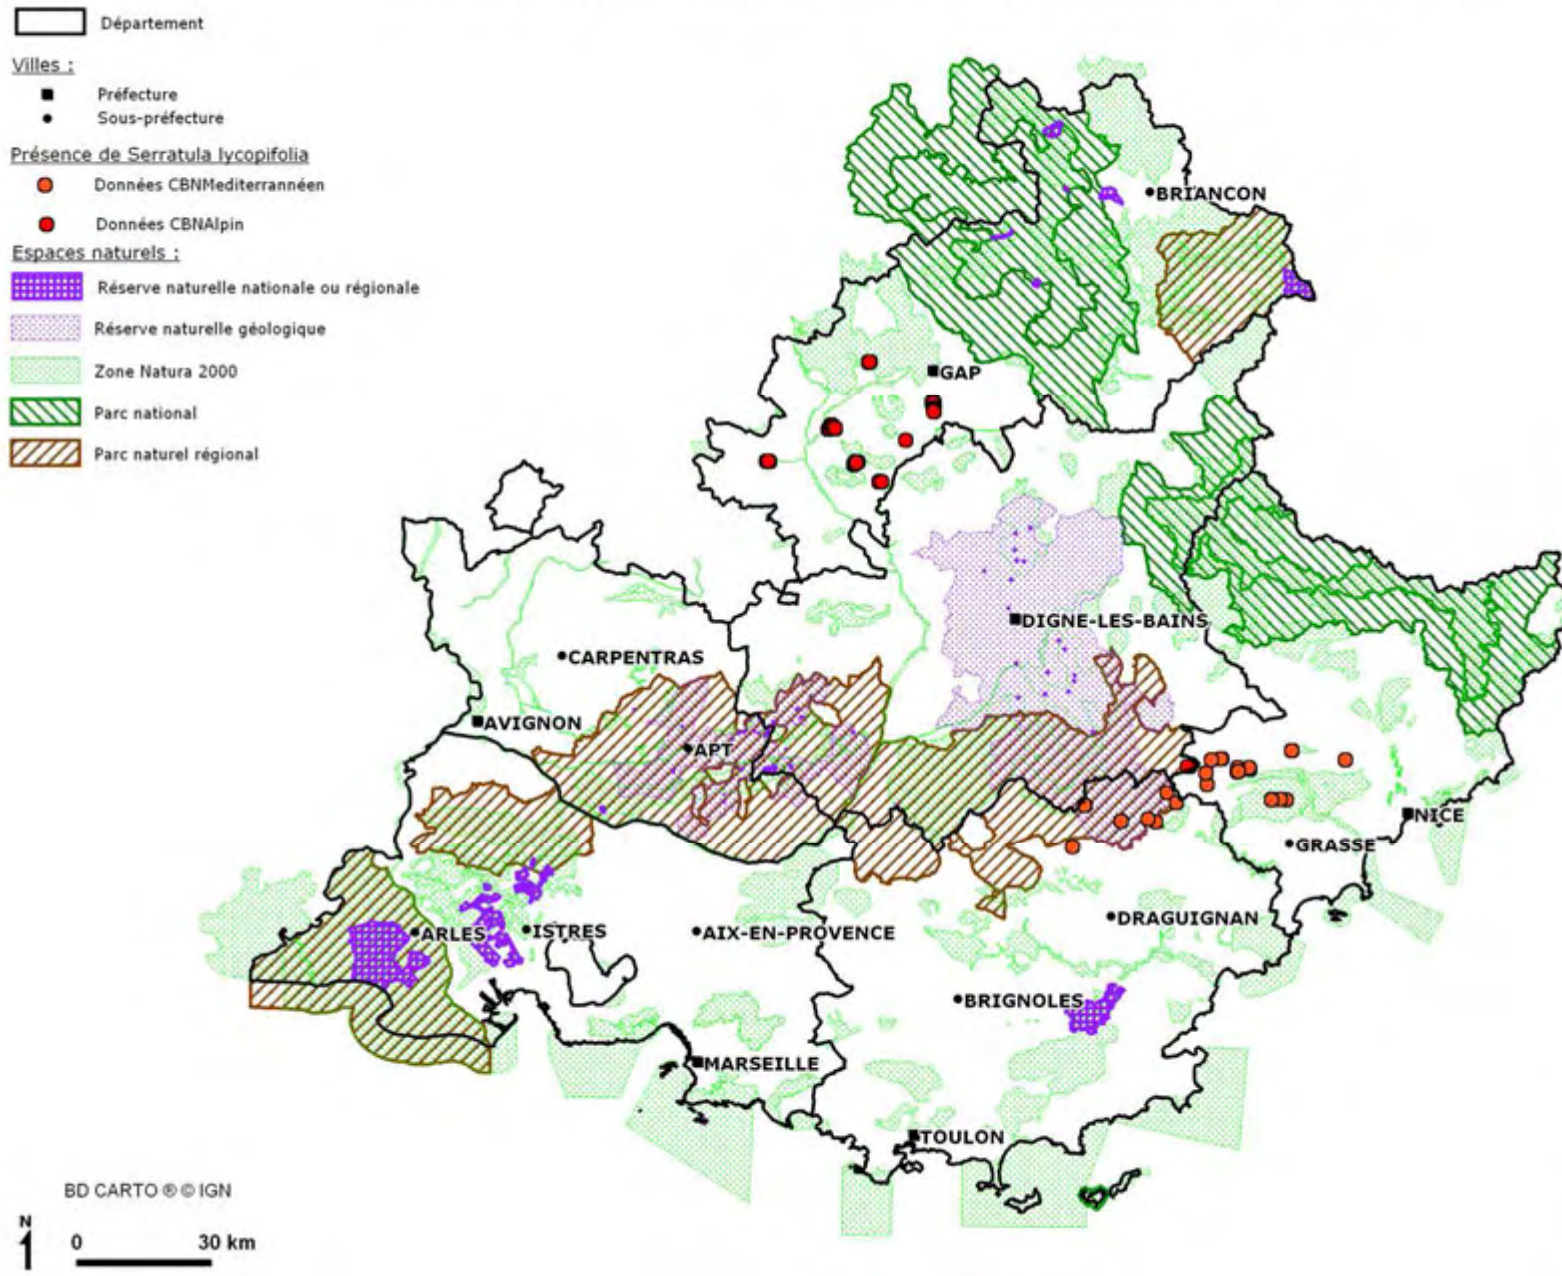 Département
Villes :
Préfecture
Sous-préfecture
Présence de Serratula lycopifolia
Données CBNMediterrannéen
Données CBNAlpin
Espaces naturels :
Réserve naturelle nationale ou régionale
Réserve naturelle géologique
Zone Natura 2000
Parc national
Parc naturel régional
BRIANCON
GAP
DIGNE-LES-BAINS
CARPENTRAS
AVIGNON
APT
NICE
GRASSE
DRAGUIGNAN
ARLES
ISTRES
AIX-EN-PROVENCE
BRIGNOLES
MARSEILLE
TOULON
BD CARTO ® © IGN
N
0 30 km